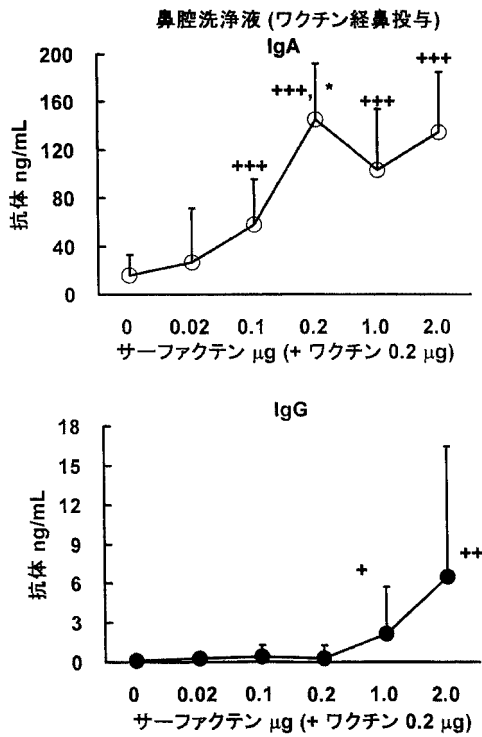 鼻腔洗浄液 (ワクチン経鼻投与)
IgA
200
160
120
80
40
0
抗体 ng/mL
+++
+++, *
+++
+++
0 0.02 0.1 0.2 1.0 2.0
サーファクテン μg (+ ワクチン 0.2 μg)
IgG
18
15
12
9
6
3
0
抗体 ng/mL
+
++
0 0.02 0.1 0.2 1.0 2.0
サーファクテン μg (+ ワクチン 0.2 μg)